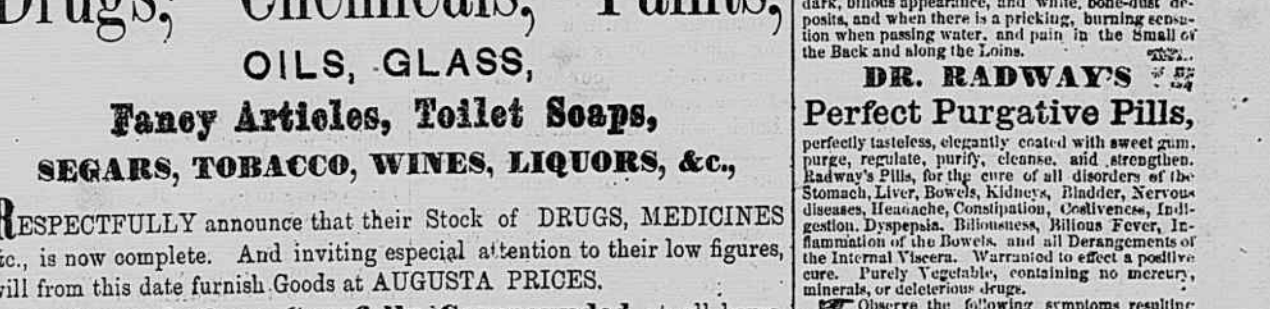 Drugs, Chemicals, Paints,
OILS, GLASS,
Fancy Articles, Toilet Soaps,
SEGARS, TOBACCO, WINES, LIQUORS, &c.,
RESPECTFULLY announce that their Stock of DRUGS, MEDICINES
&c., is now complete. And inviting especial attention to their low figures,
will from this date furnish Goods at AUGUSTA PRICES.
dark, bilious appearance, and white, bone-dust de-
posits, and when there is a pricking, burning sensa-
tion when passing water, and pain in the Small of
the Back and along the Loins.
DR. RADWAY'S
Perfect Purgative Pills,
perfectly tasteless, elegantly coated with sweet gum,
purge, regulate, purify, cleanse, and strengthen.
Radway's Pills, for the cure of all disorders of the
Stomach, Liver, Bowels, Kidneys, Bladder, Nervous
diseases, Headache, Constipation, Costiveness, Indi-
gestion, Dyspepsia, Biliousness, Bilious Fever, In-
flammation of the Bowels, and all Derangements of
the Internal Viscera. Warranted to effect a positive
cure. Purely Vegetable, containing no mercury,
minerals, or deleterious drugs.
Observe the following symptoms resulting